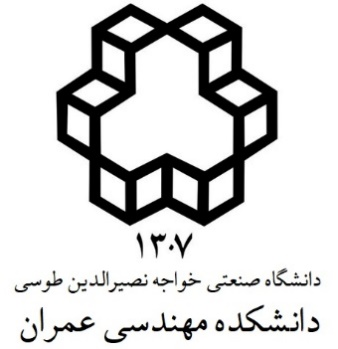 ۱۳۰۷
دانشگاه صنعتی خواجه نصیرالدین طوسی
دانشکده مهندسی عمران